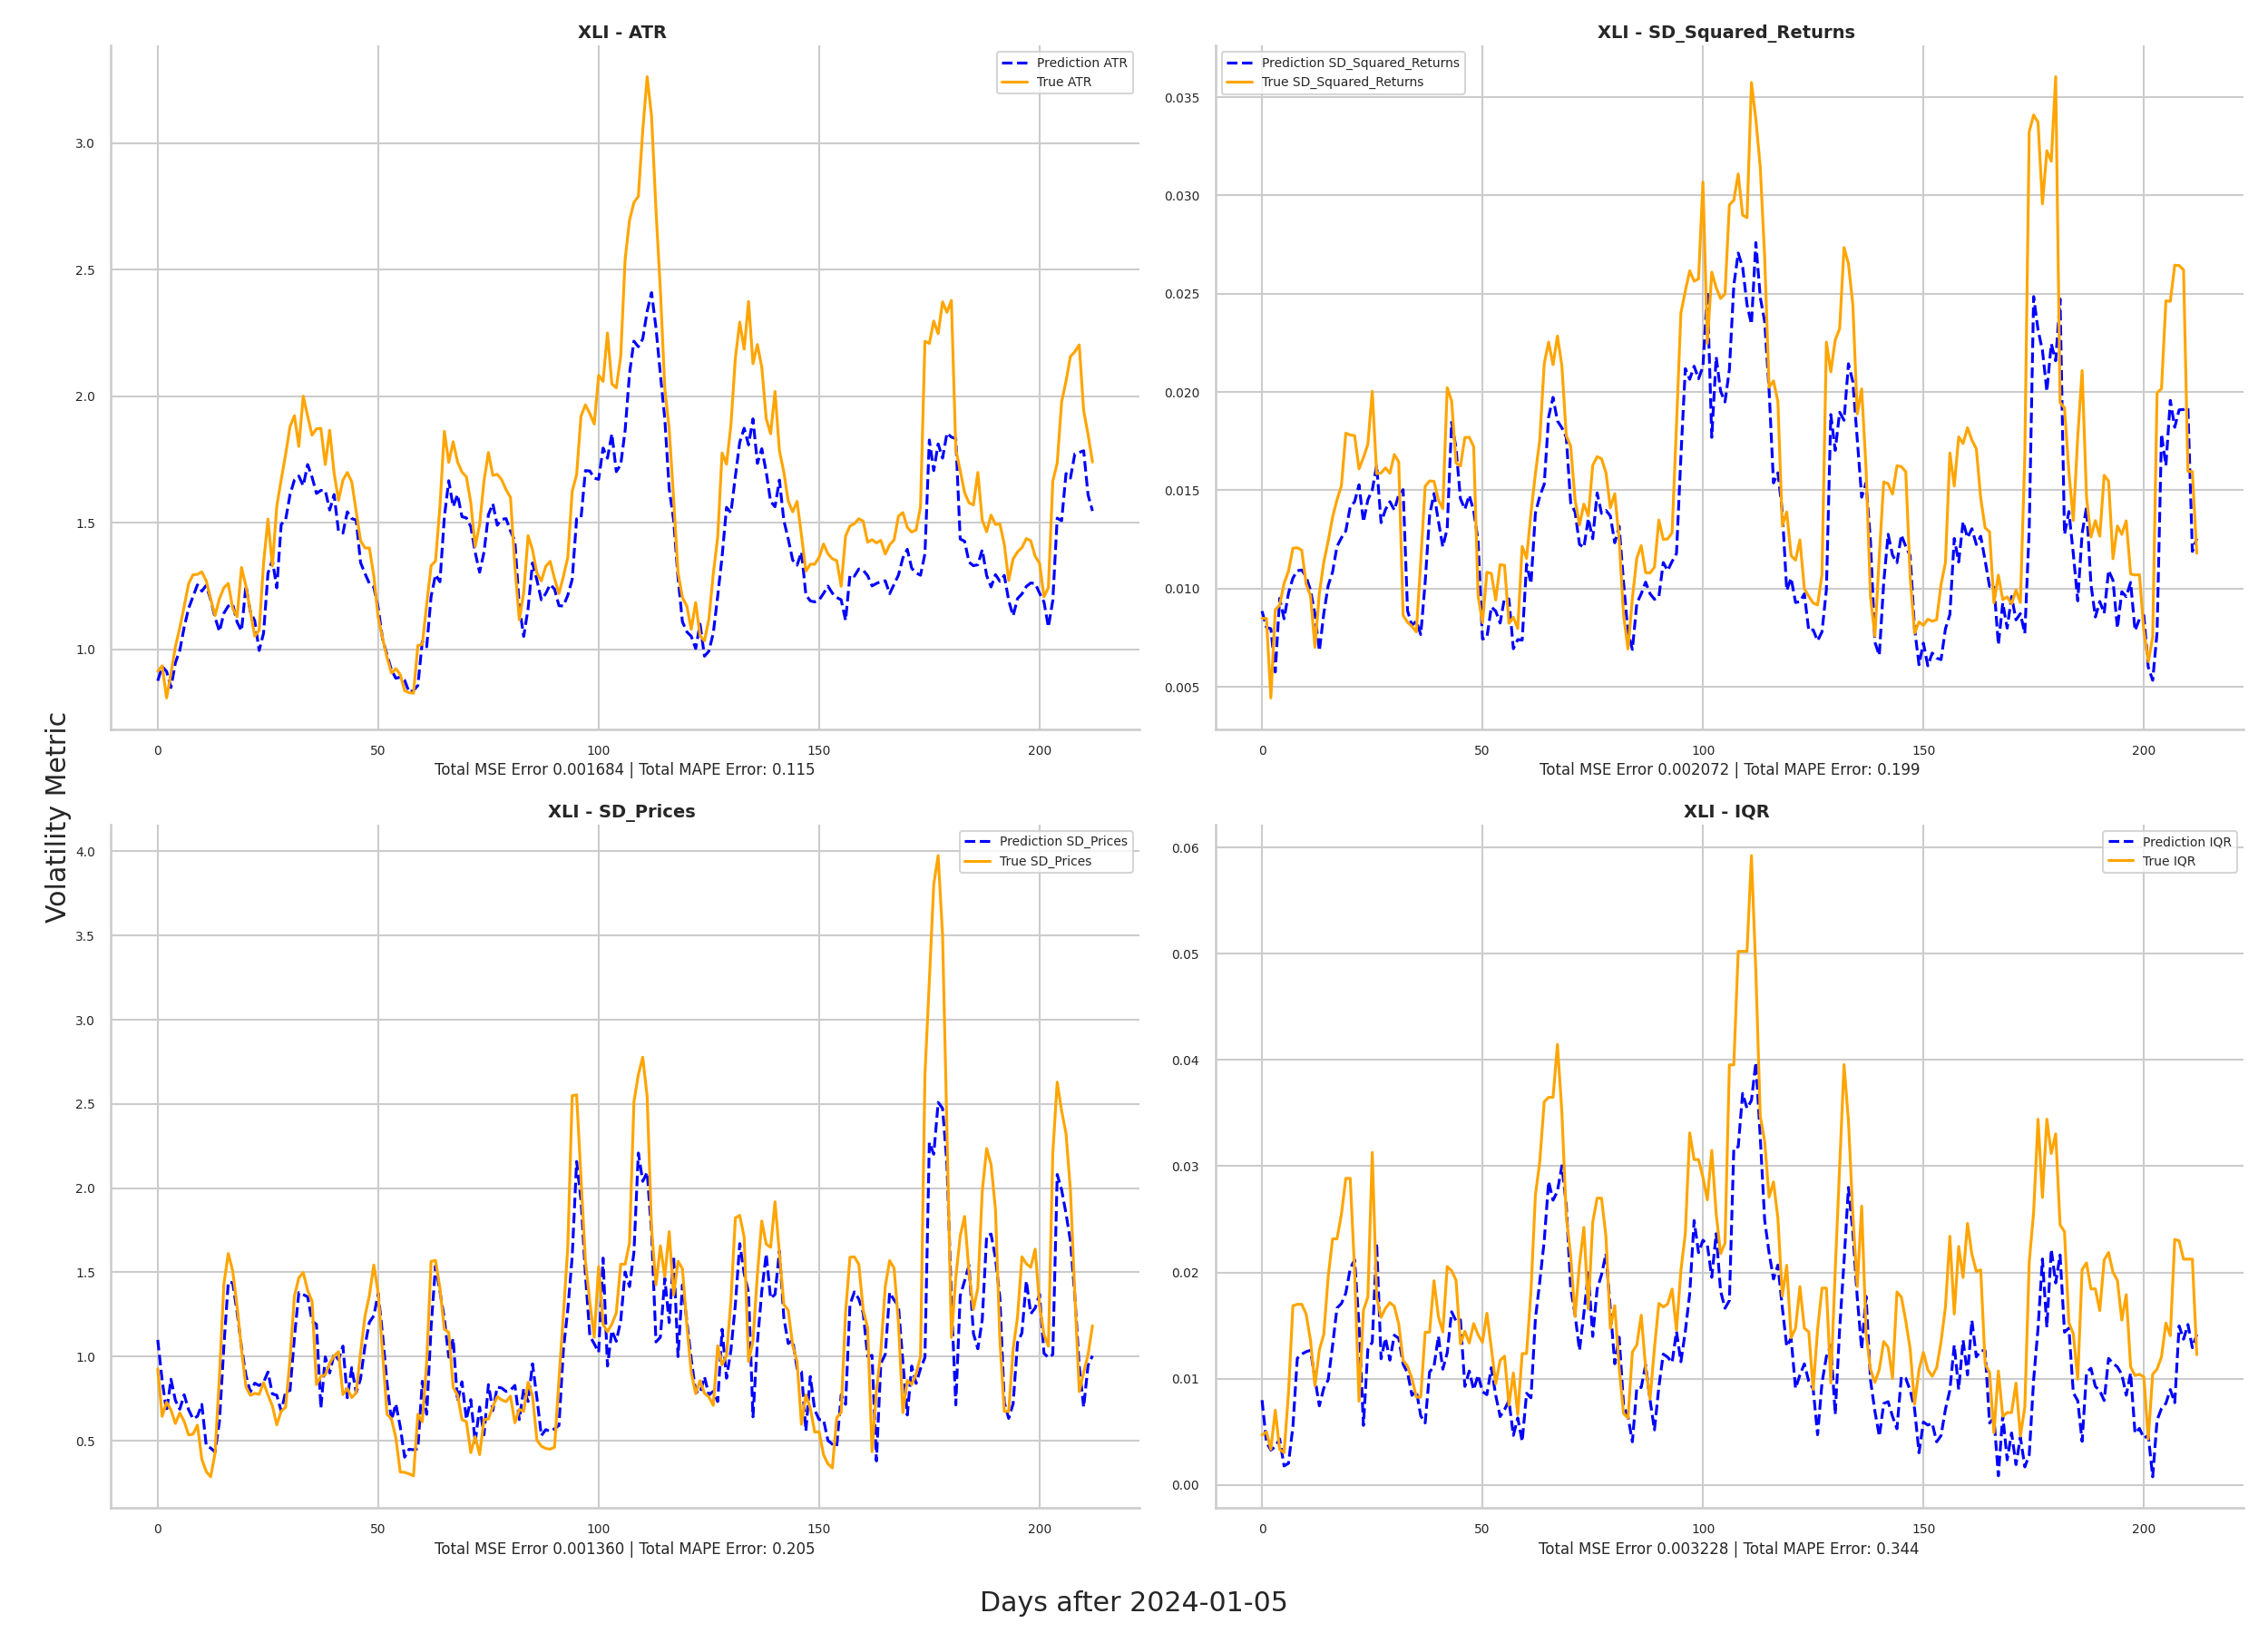 XLI - ATR
Prediction ATR
True ATR
3.0
2.5
2.0
1.5
1.0
0
50
100
150
200
Total MSE Error 0.001684 | Total MAPE Error: 0.115
XLI - SD_Squared_Returns
Prediction SD_Squared_Returns
True SD_Squared_Returns
0.035
0.030
0.025
0.020
0.015
0.010
0.005
0
50
100
150
200
Total MSE Error 0.002072 | Total MAPE Error: 0.199
Volatility Metric
XLI - SD_Prices
Prediction SD_Prices
True SD_Prices
4.0
3.5
3.0
2.5
2.0
1.5
1.0
0.5
0
50
100
150
200
Total MSE Error 0.001360 | Total MAPE Error: 0.205
XLI - IQR
Prediction IQR
True IQR
0.06
0.05
0.04
0.03
0.02
0.01
0.00
0
50
100
150
200
Total MSE Error 0.003228 | Total MAPE Error: 0.344
Days after 2024-01-05